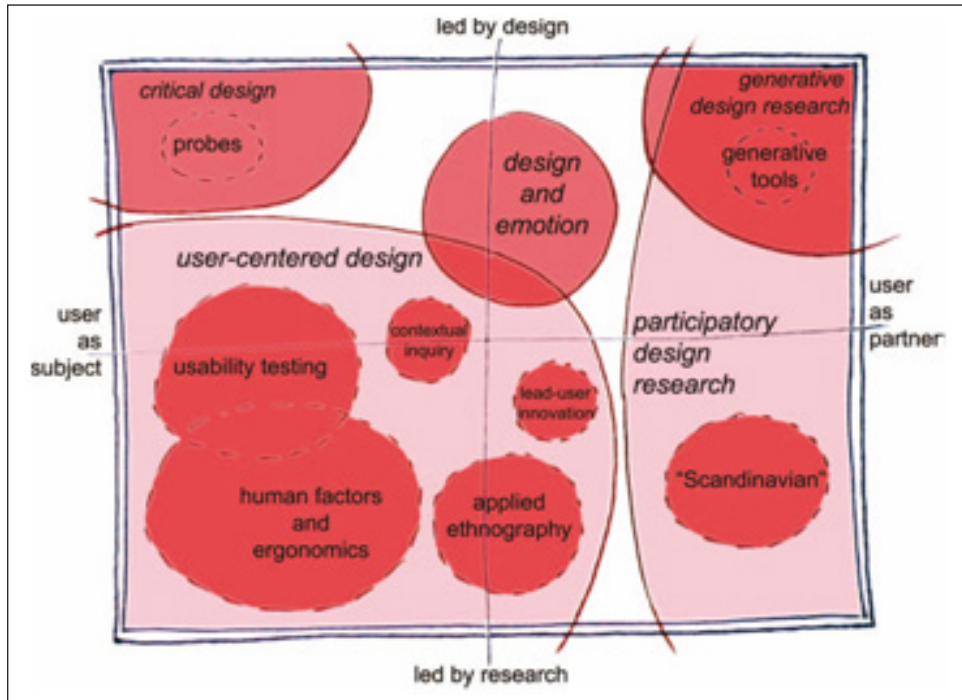 led by design
critical design
probes
generative
design research
generative
tools
design
and
emotion
user-centered design
user
as
subject
user
as
partner
contextual
inquiry
participatory
design
research
usability testing
lead-user
innovation
human factors
and
ergonomics
applied
ethnography
"Scandinavian"
led by research